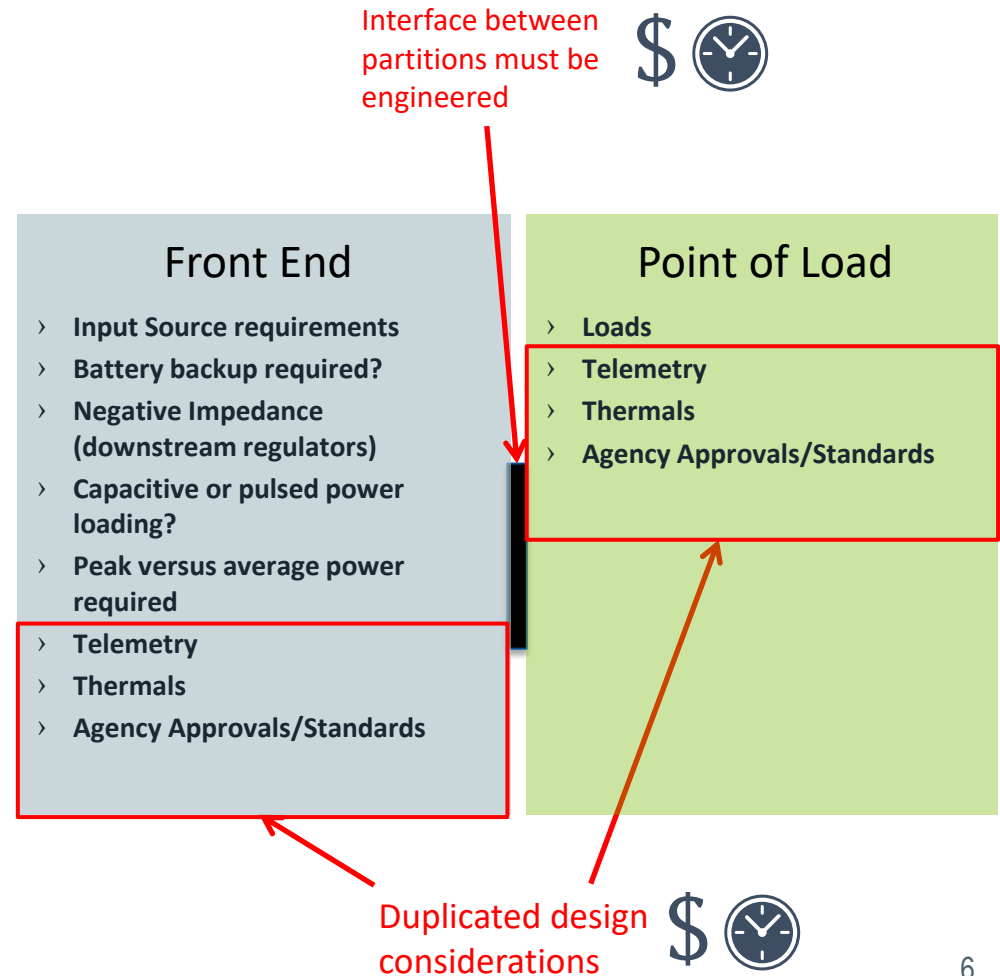 Interface between
partitions must be
engineered
$
Front End
› Input Source requirements
› Battery backup required?
› Negative Impedance
(downstream regulators)
› Capacitive or pulsed power
loading?
› Peak versus average power
required
› Telemetry
› Thermals
› Agency Approvals/Standards
Point of Load
› Loads
› Telemetry
› Thermals
› Agency Approvals/Standards
Duplicated design
considerations
$
6